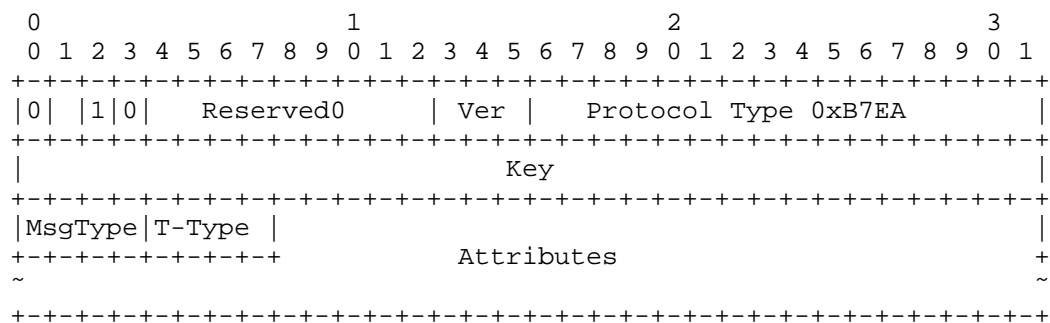 0                   1                   2                   3
 0 1 2 3 4 5 6 7 8 9 0 1 2 3 4 5 6 7 8 9 0 1 2 3 4 5 6 7 8 9 0 1
+-+-+-+-+-+-+-+-+-+-+-+-+-+-+-+-+-+-+-+-+-+-+-+-+-+-+-+-+-+-+-+-+
|0| |1|0|   Reserved0     | Ver |   Protocol Type 0xB7EA        |
+-+-+-+-+-+-+-+-+-+-+-+-+-+-+-+-+-+-+-+-+-+-+-+-+-+-+-+-+-+-+-+-+
|                              Key                              |
+-+-+-+-+-+-+-+-+-+-+-+-+-+-+-+-+-+-+-+-+-+-+-+-+-+-+-+-+-+-+-+-+
|MsgType|T-Type |                                               |
+-+-+-+-+-+-+-+-+           Attributes                          +
~                                                               ~
+-+-+-+-+-+-+-+-+-+-+-+-+-+-+-+-+-+-+-+-+-+-+-+-+-+-+-+-+-+-+-+-+